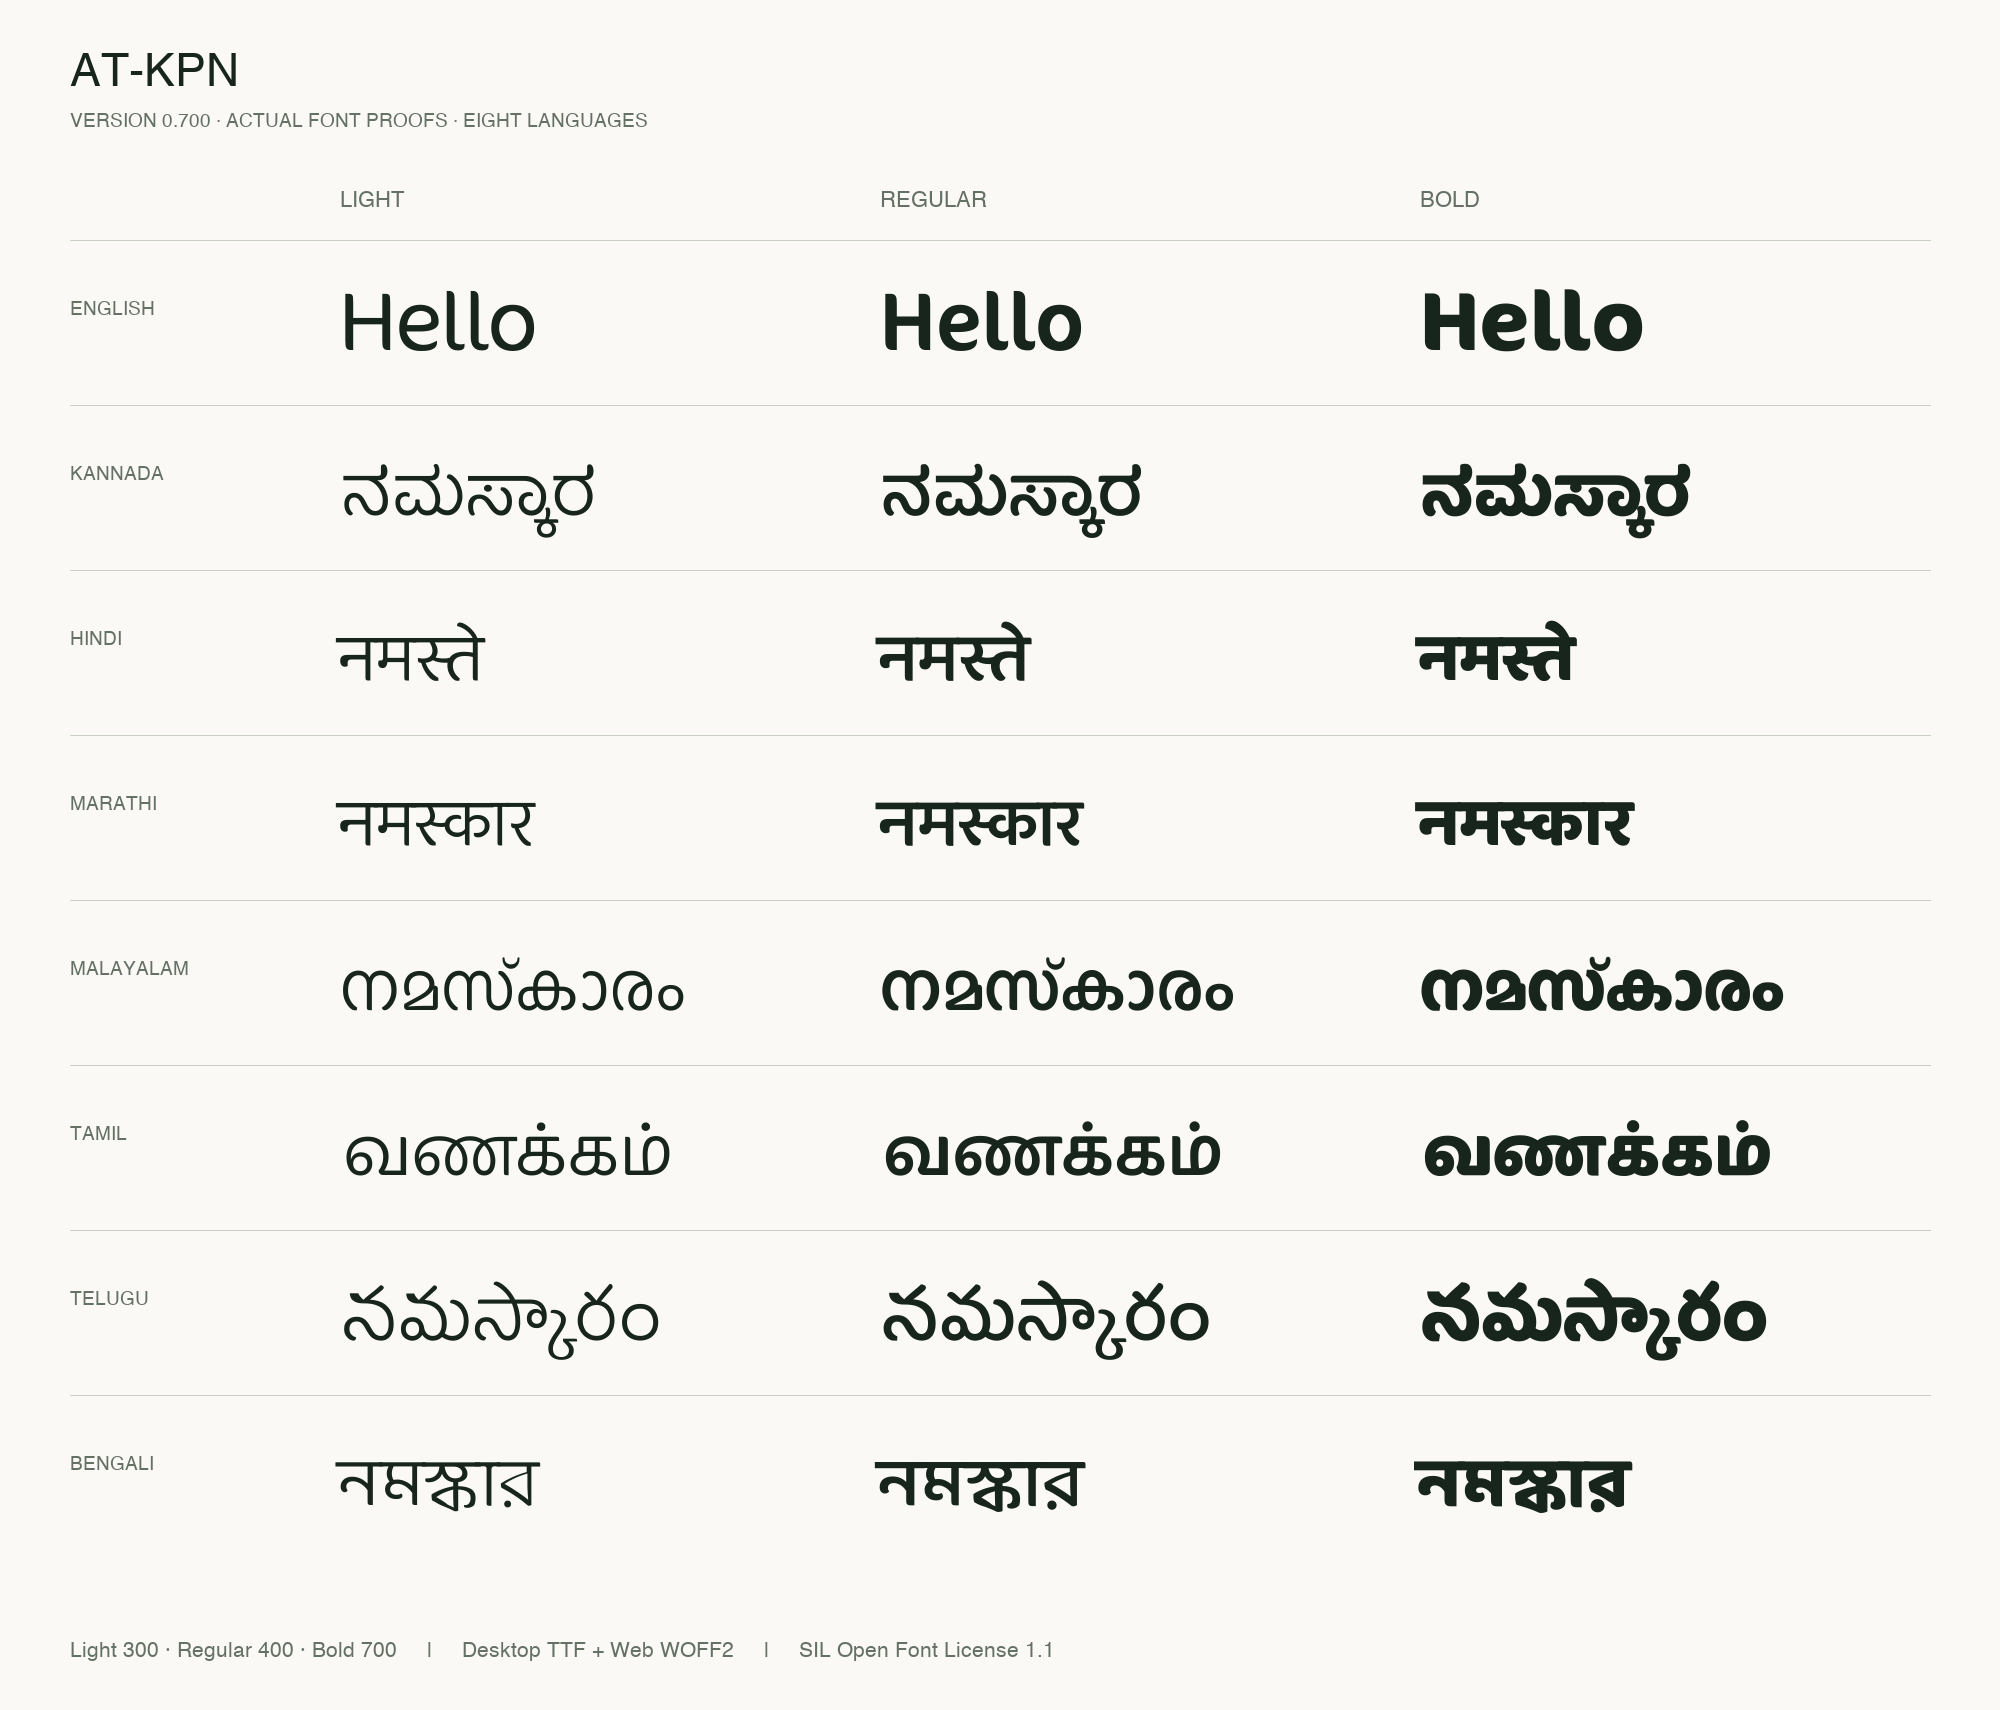 AT-KPN
VERSION 0.700 · ACTUAL FONT PROOFS · EIGHT LANGUAGES
LIGHT REGULAR BOLD
ENGLISH Hello Hello Hello
KANNADA ನಮಸ್ಕಾರ ನಮಸ್ಕಾರ ನಮಸ್ಕಾರ
HINDI नमस्ते नमस्ते नमस्ते
MARATHI नमस्कार नमस्कार नमस्कार
MALAYALAM നമസ്കാരം നമസ്കാരം നമസ്കാരം
TAMIL வணக்கம் வணக்கம் வணக்கம்
TELUGU నమస్కారం నమస్కారం నమస్కారం
BENGALI নমস্কার নমস্কার নমস্কার
Light 300 · Regular 400 · Bold 700 | Desktop TTF + Web WOFF2 | SIL Open Font License 1.1